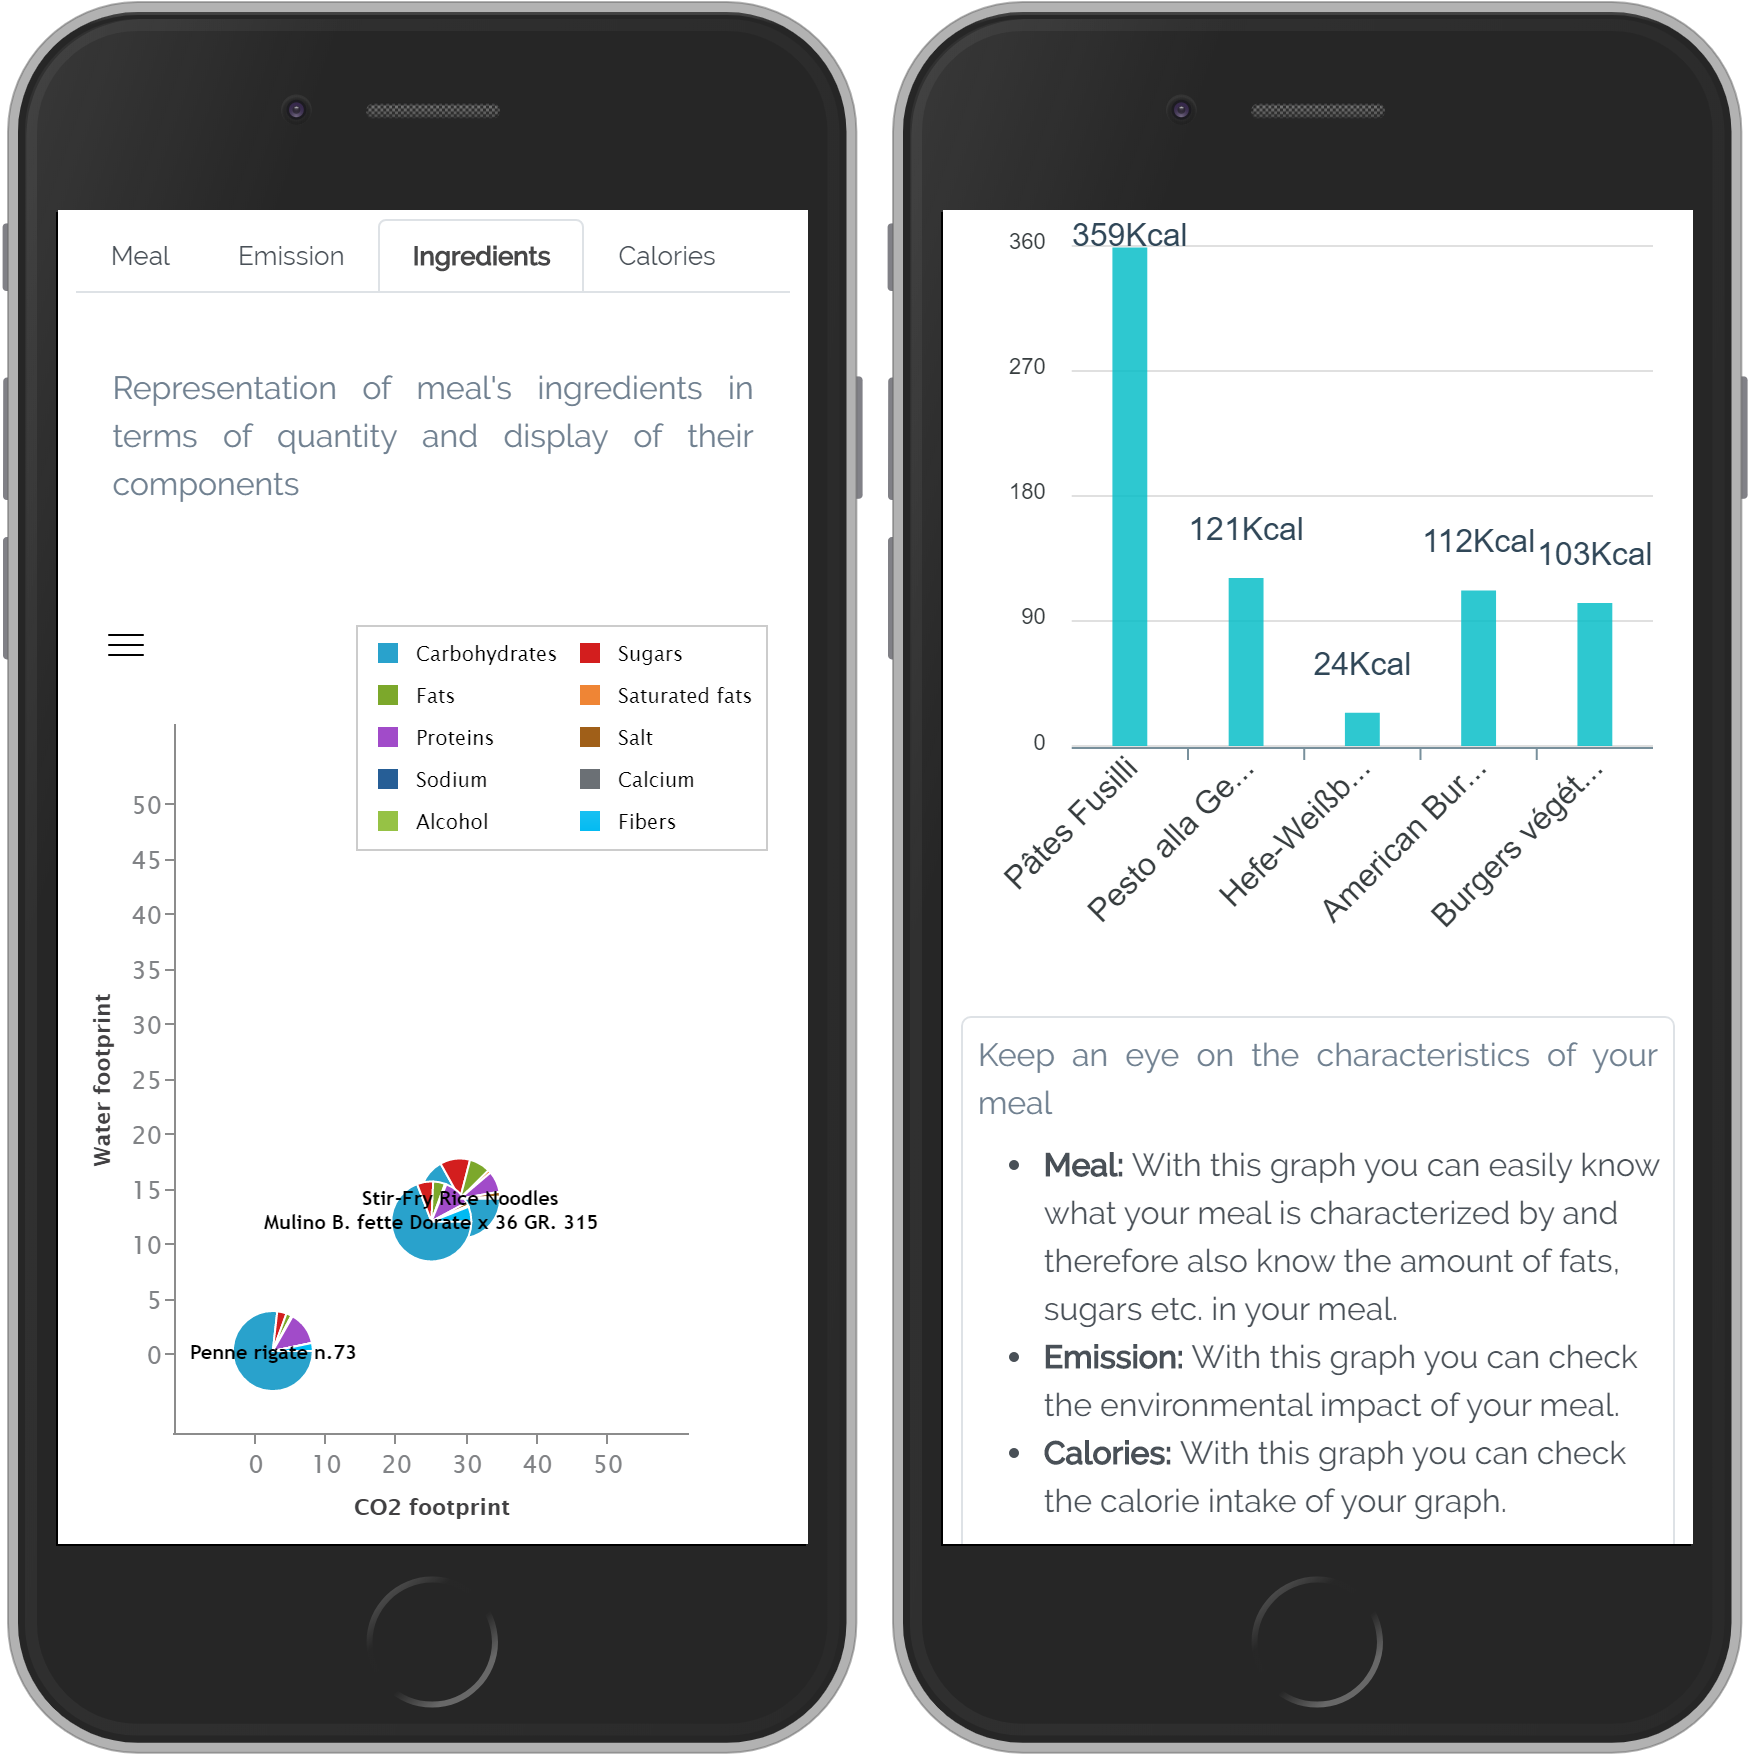 Meal Emission Ingredients Calories
Representation of meal's ingredients in
terms of quantity and display of their
components
Carbohydrates Sugars
Fats Saturated fats
Proteins Salt
Sodium Calcium
Alcohol Fibers
50
45
40
35
30
25
20
15
10
5
0
Water footprint
Stir-Fry Rice Noodles
Mulino B. fette Dorate x 36 GR. 315
Penne rigate n.73
0 10 20 30 40 50
CO2 footprint
360
270
180
90
0
359Kcal
121Kcal
24Kcal
112Kcal
103Kcal
Pâtes Fusilli
Pesto alla Ge...
Hefe-Weißb...
American Bur...
Burgers végét...
Keep an eye on the characteristics of your
meal
• Meal: With this graph you can easily know
what your meal is characterized by and
therefore also know the amount of fats,
sugars etc. in your meal.
• Emission: With this graph you can check
the environmental impact of your meal.
• Calories: With this graph you can check
the calorie intake of your graph.